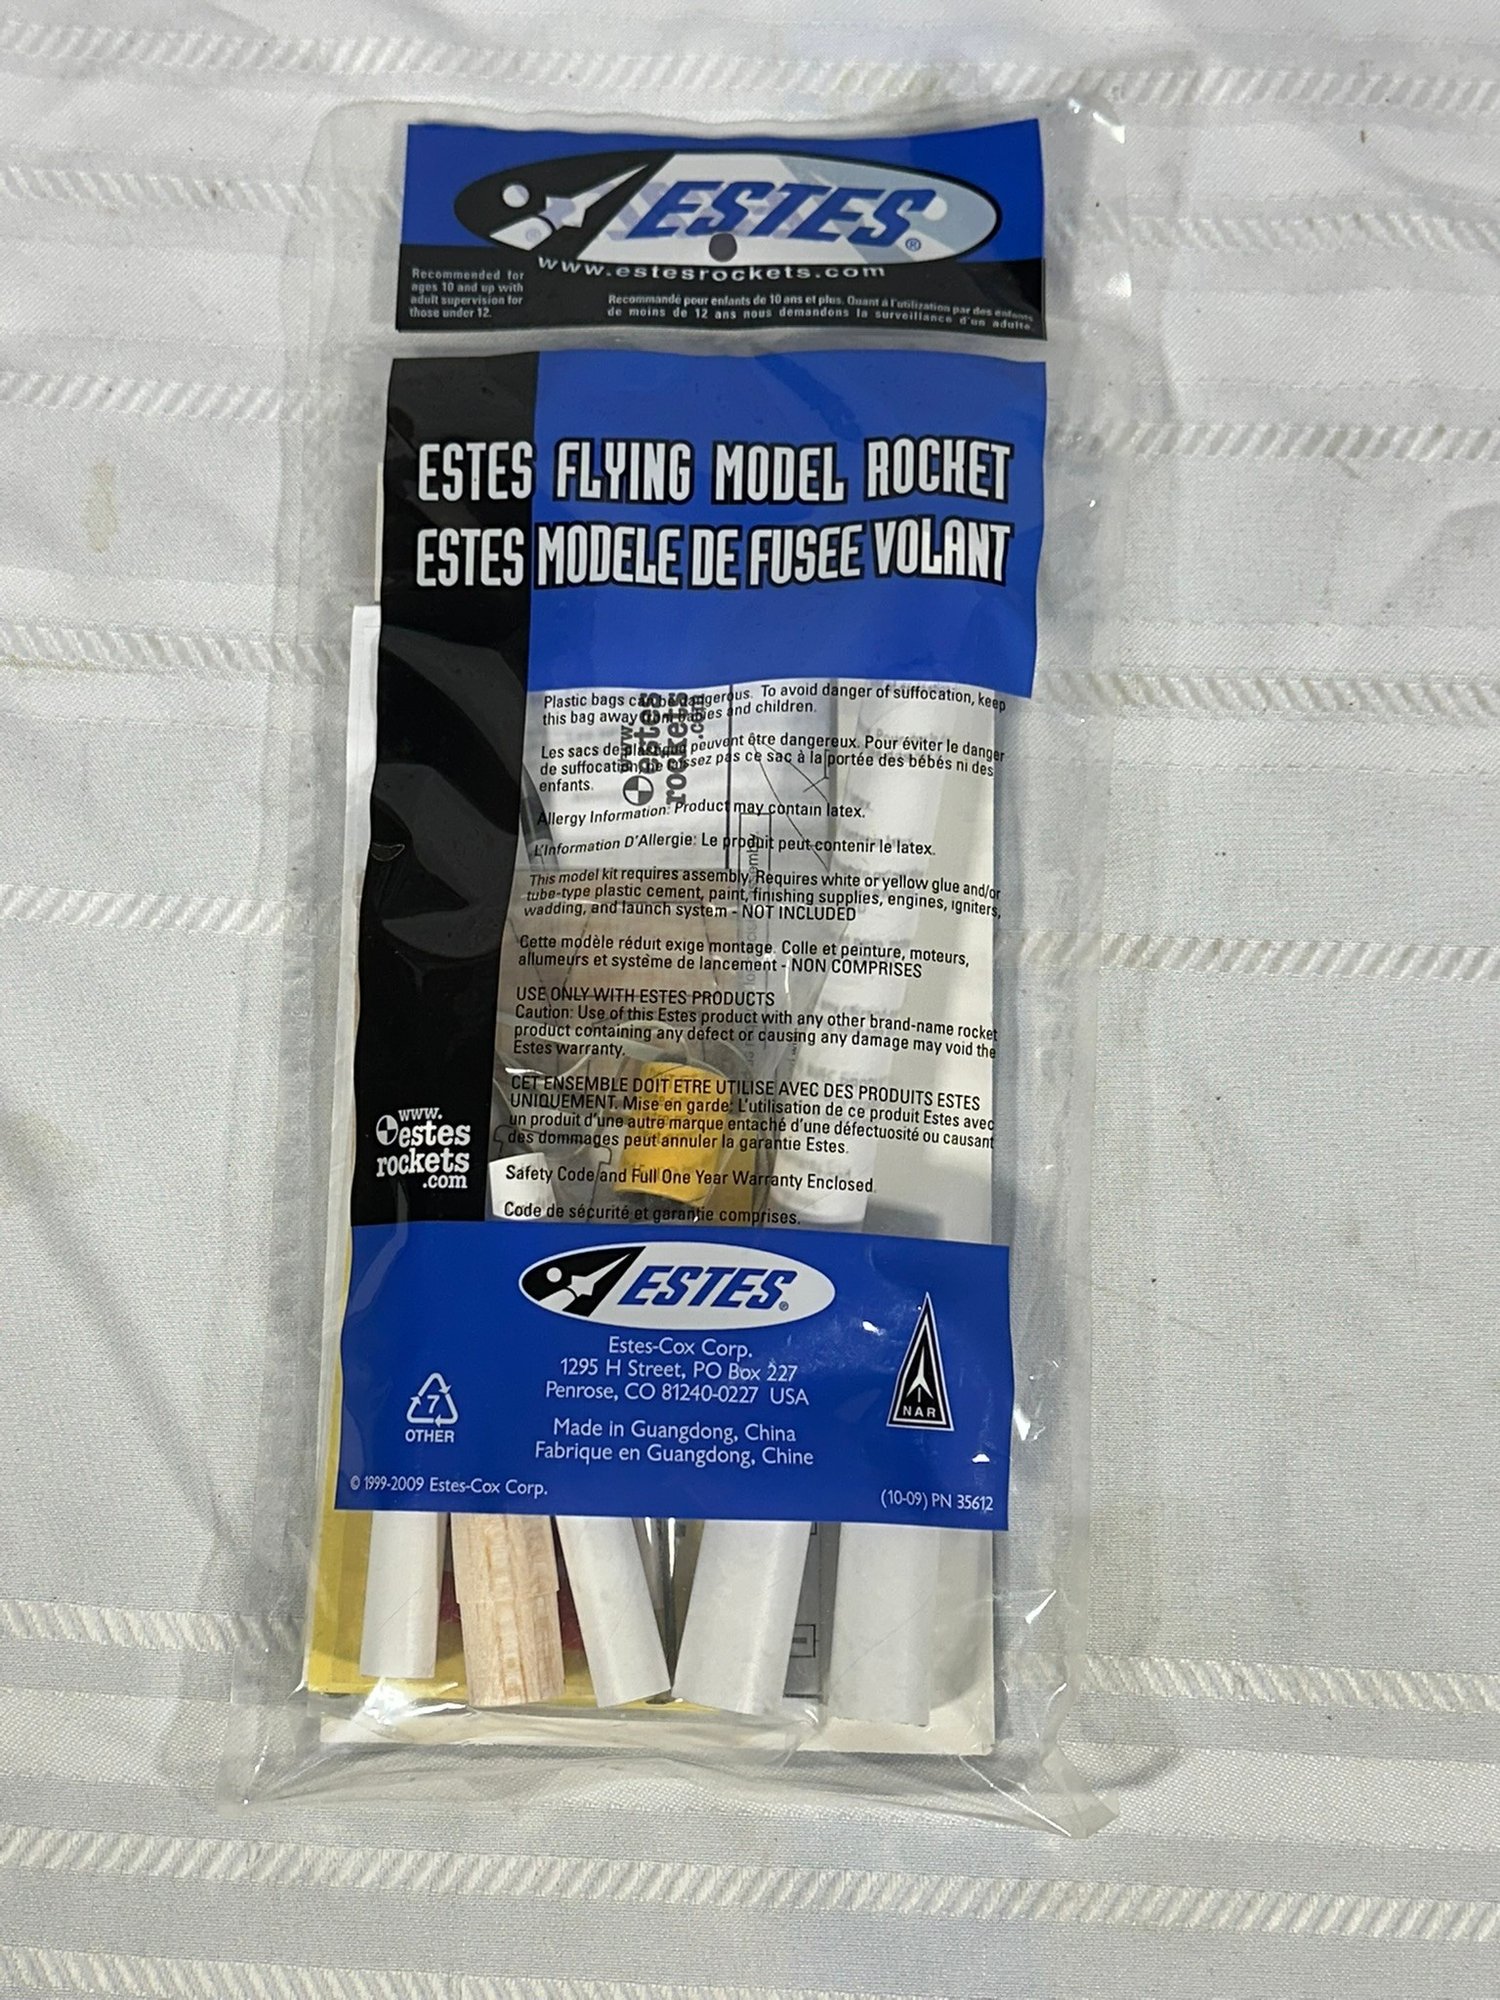 ESTES®
www.estesrockets.com
Recommended for
ages 10 and up with
adult supervision for
those under 12.
Recommandé pour enfants de 10 ans et plus. Quant à l'utilization par des enfants
de moins de 12 ans nous demandons la surveillance d'un adulte.
ESTES FLYING MODEL ROCKET
ESTES MODELE DE FUSEE VOLANT
Plastic bags can be dangerous. To avoid danger of suffocation, keep
this bag away from babies and children.
Les sacs de plastique peuvent être dangereux. Pour éviter le danger
de suffocation, ne laissez pas ce sac à la portée des bébés ni des
enfants.
www.
estes
rockets
.com
Allergy Information: Product may contain latex.
L'Information D'Allergie: Le produit peut contenir le latex.
This model kit requires assembly. Requires white or yellow glue and/or
tube-type plastic cement, paint, finishing supplies, engines, igniters,
wadding, and launch system - NOT INCLUDED
Cette modèle réduit exige montage. Colle et peinture, moteurs,
allumeurs et système de lancement - NON COMPRISES
USE ONLY WITH ESTES PRODUCTS
Caution: Use of this Estes product with any other brand-name rocket
product containing any defect or causing any damage may void the
Estes warranty.
CET ENSEMBLE DOIT ETRE UTILISE AVEC DES PRODUITS ESTES
UNIQUEMENT. Mise en garde: L'utilisation de ce produit Estes avec
un produit d'une autre marque entaché d'une défectuosité ou causant
des dommages peut annuler la garantie Estes.
Safety Code and Full One Year Warranty Enclosed.
Code de sécurité et garantie comprises.
www.
estes
rockets
.com
ESTES®
Estes-Cox Corp.
1295 H Street, PO Box 227
Penrose, CO 81240-0227 USA
Made in Guangdong, China
Fabrique en Guangdong, Chine
7
OTHER
NAR
© 1999-2009 Estes-Cox Corp.
(10-09) PN 35612